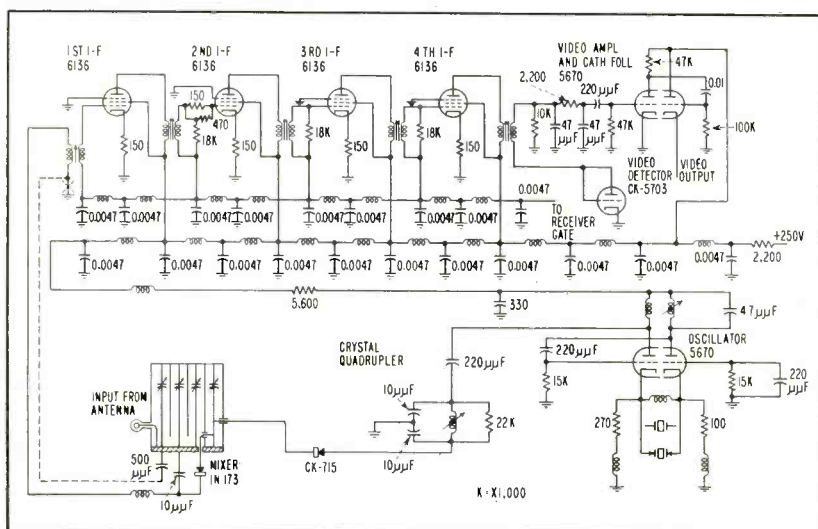 1ST I-F
6136
2ND I-F
6136
3RD I-F
6136
4TH I-F
6136
VIDEO AMPL
AND CATH FOLL
5670
47K
0.01
2,200
220µµF
150
470
18K
150
150
18K
150
18K
150
10K
47
µµF
47
µµF
47K
100K
VIDEO
DETECTOR
CK-5703
VIDEO
OUTPUT
0.0047
TO
RECEIVER
GATE
0.0047
0.0047
0.0047
0.0047
0.0047
0.0047
0.0047
0.0047
+250V
0.0047
0.0047
0.0047
0.0047
0.0047
0.0047
0.0047
0.0047
0.0047
0.0047
2,200
5,600
330
47µµF
CRYSTAL
QUADRUPLER
220µµF
OSCILLATOR
5670
220µµF
15K
15K
220
µµF
INPUT FROM
ANTENNA
10µµF
22K
270
100
10µµF
500
µµF
10µµF
MIXER
IN 173
CK-715
K=X1,000